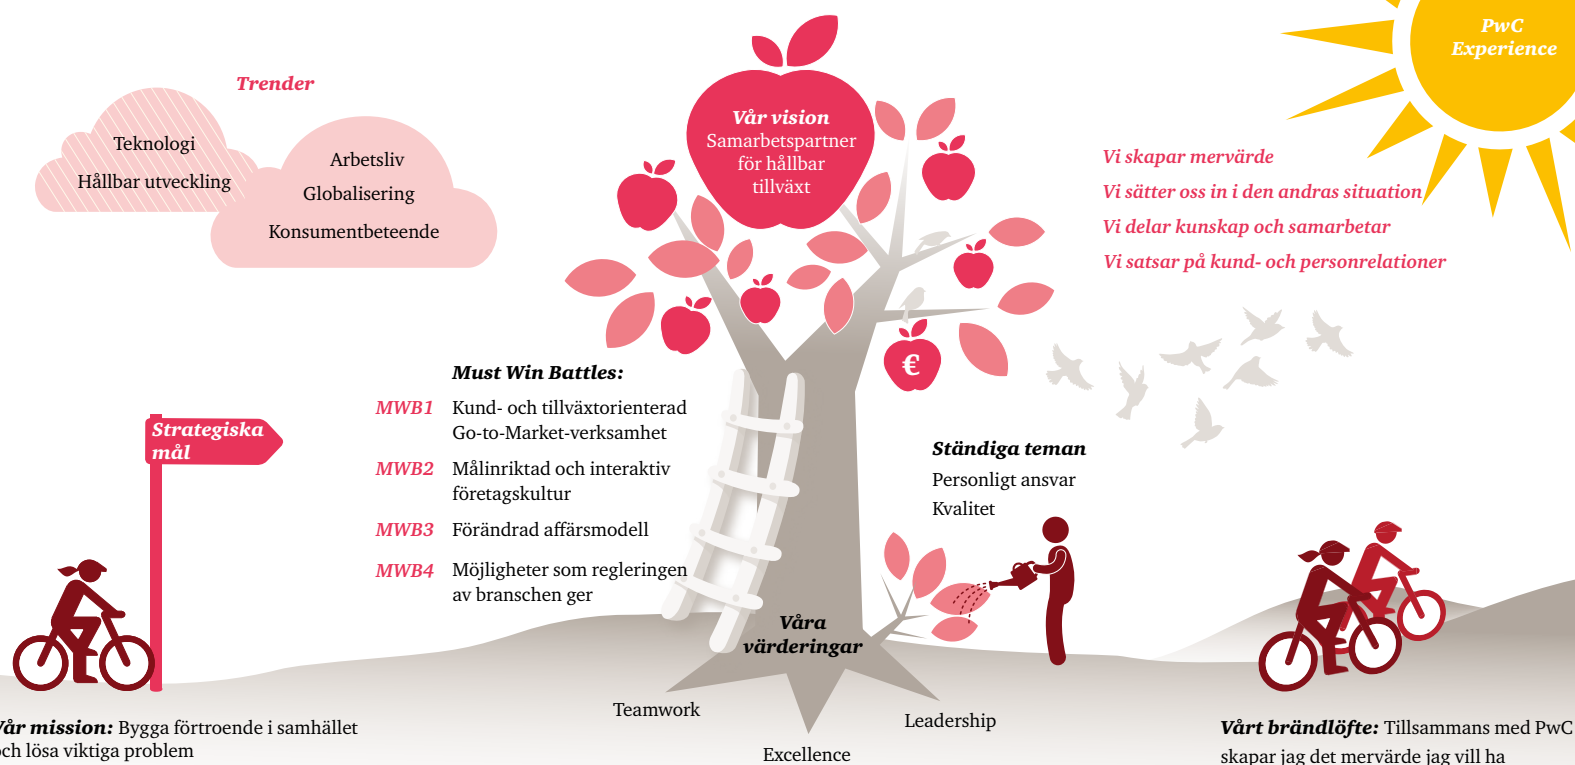 PwC
Experience
Trender
Teknologi
Hållbar utveckling
Arbetsliv
Globalisering
Konsumentbeteende
Vår vision
Samarbetspartner
för hållbar
tillväxt
Vi skapar mervärde
Vi sätter oss in i den andras situation
Vi delar kunskap och samarbetar
Vi satsar på kund- och personrelationer
€
Strategiska
mål
Must Win Battles:
MWB1 Kund- och tillväxtorienterad
Go-to-Market-verksamhet
MWB2 Målinriktad och interaktiv
företagskultur
MWB3 Förändrad affärsmodell
MWB4 Möjligheter som regleringen
av branschen ger
Ständiga teman
Personligt ansvar
Kvalitet
Våra
värderingar
Teamwork
Excellence
Leadership
Vår mission: Bygga förtroende i samhället
och lösa viktiga problem
Vårt brändlöfte: Tillsammans med PwC
skapar jag det mervärde jag vill ha